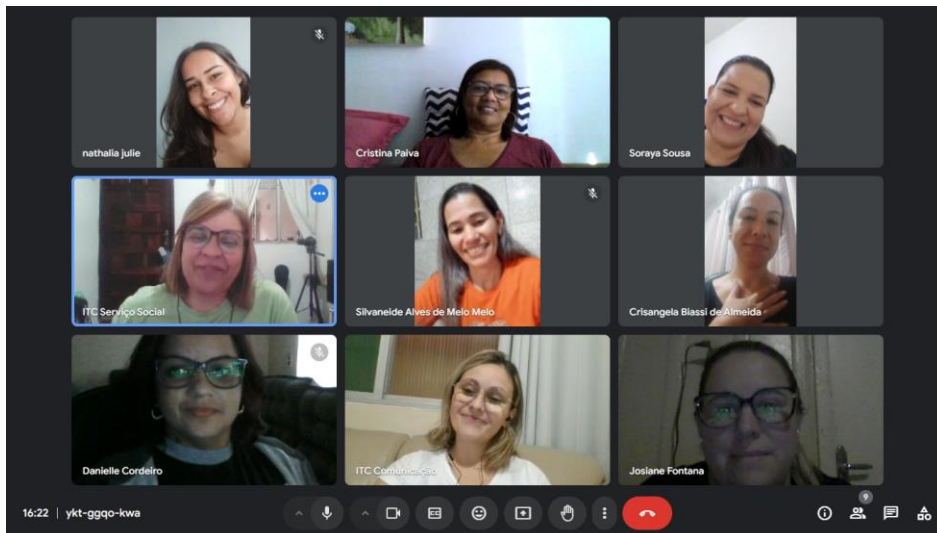 nathalia julie
Cristina Paiva
Soraya Sousa
ITC Serviço Social
Silvaneide Alves de Melo Melo
Crisangela Biassi de Almeida
Danielle Cordeiro
ITC Comunicação
Josiane Fontana
16:22 | ykt-ggqo-kwa
CC
9